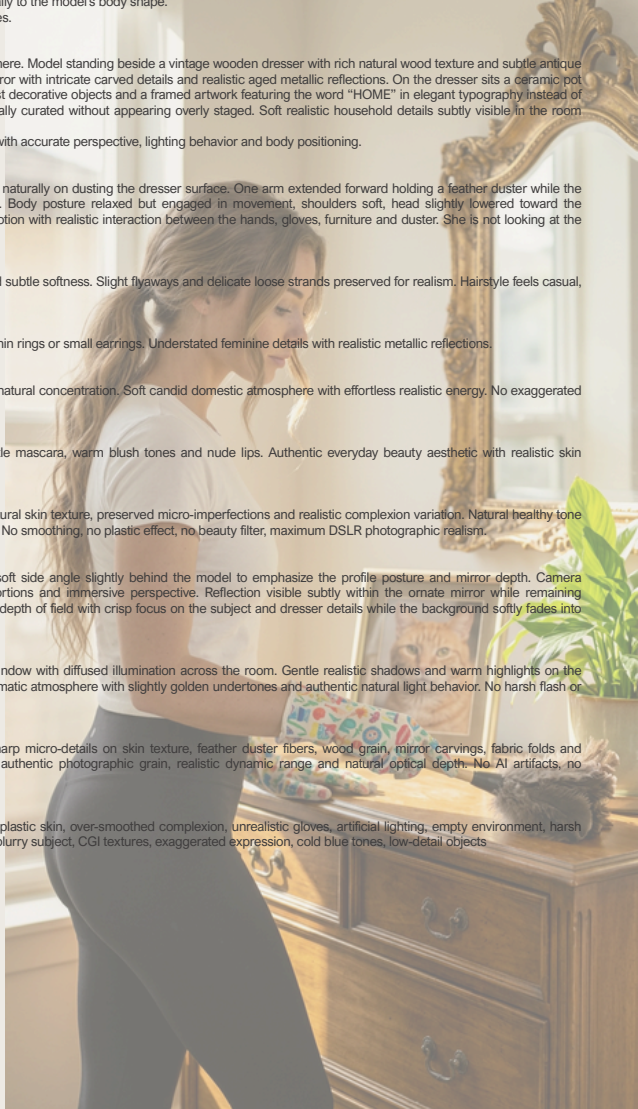 ally to the model's body shape.
es.
here. Model standing beside a vintage wooden dresser with rich natural wood texture and subtle antique
ror with intricate carved details and realistic aged metallic reflections. On the dresser sits a ceramic pot
st decorative objects and a framed artwork featuring the word “HOME” in elegant typography instead of
ally curated without appearing overly staged. Soft realistic household details subtly visible in the room
with accurate perspective, lighting behavior and body positioning.
naturally on dusting the dresser surface. One arm extended forward holding a feather duster while the
. Body posture relaxed but engaged in movement, shoulders soft, head slightly lowered toward the
otion with realistic interaction between the hands, gloves, furniture and duster. She is not looking at the
d subtle softness. Slight flyaways and delicate loose strands preserved for realism. Hairstyle feels casual,
hin rings or small earrings. Understated feminine details with realistic metallic reflections.
natural concentration. Soft candid domestic atmosphere with effortless realistic energy. No exaggerated
tle mascara, warm blush tones and nude lips. Authentic everyday beauty aesthetic with realistic skin
tural skin texture, preserved micro-imperfections and realistic complexion variation. Natural healthy tone
. No smoothing, no plastic effect, no beauty filter, maximum DSLR photographic realism.
soft side angle slightly behind the model to emphasize the profile posture and mirror depth. Camera
ortions and immersive perspective. Reflection visible subtly within the ornate mirror while remaining
depth of field with crisp focus on the subject and dresser details while the background softly fades into
indow with diffused illumination across the room. Gentle realistic shadows and warm highlights on the
matic atmosphere with slightly golden undertones and authentic natural light behavior. No harsh flash or
harp micro-details on skin texture, feather duster fibers, wood grain, mirror carvings, fabric folds and
authentic photographic grain, realistic dynamic range and natural optical depth. No AI artifacts, no
plastic skin, over-smoothed complexion, unrealistic gloves, artificial lighting, empty environment, harsh
blurry subject, CGI textures, exaggerated expression, cold blue tones, low-detail objects